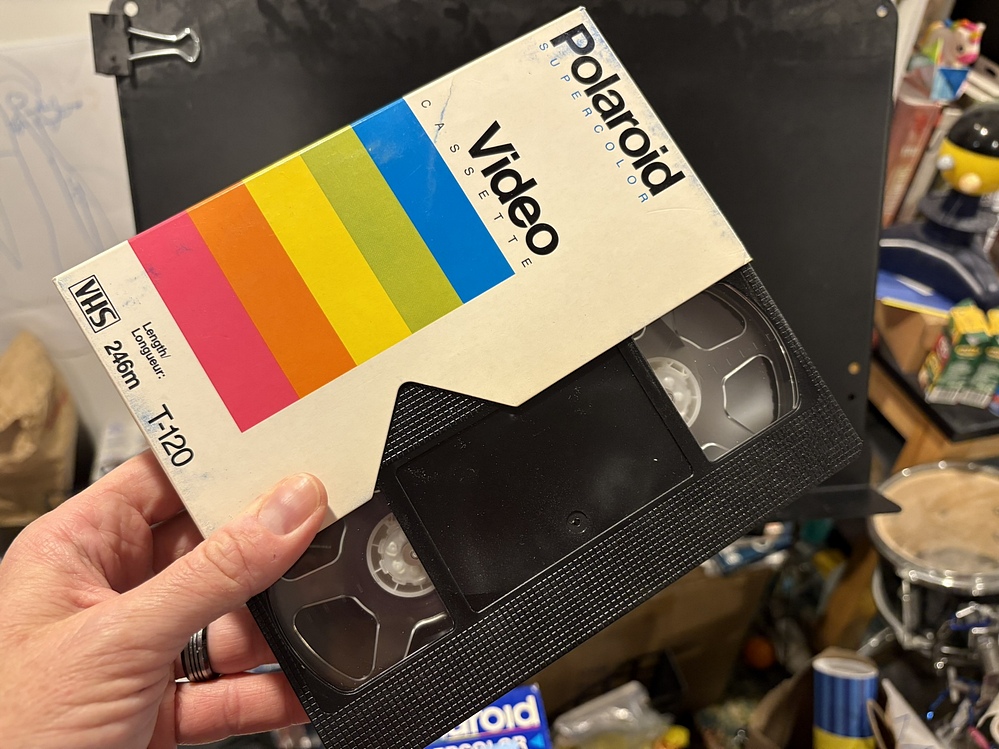 Polaroid
SUPERCOLOR
Video
CASSETTE
VHS
Length/
Longueur:
246m
T-120